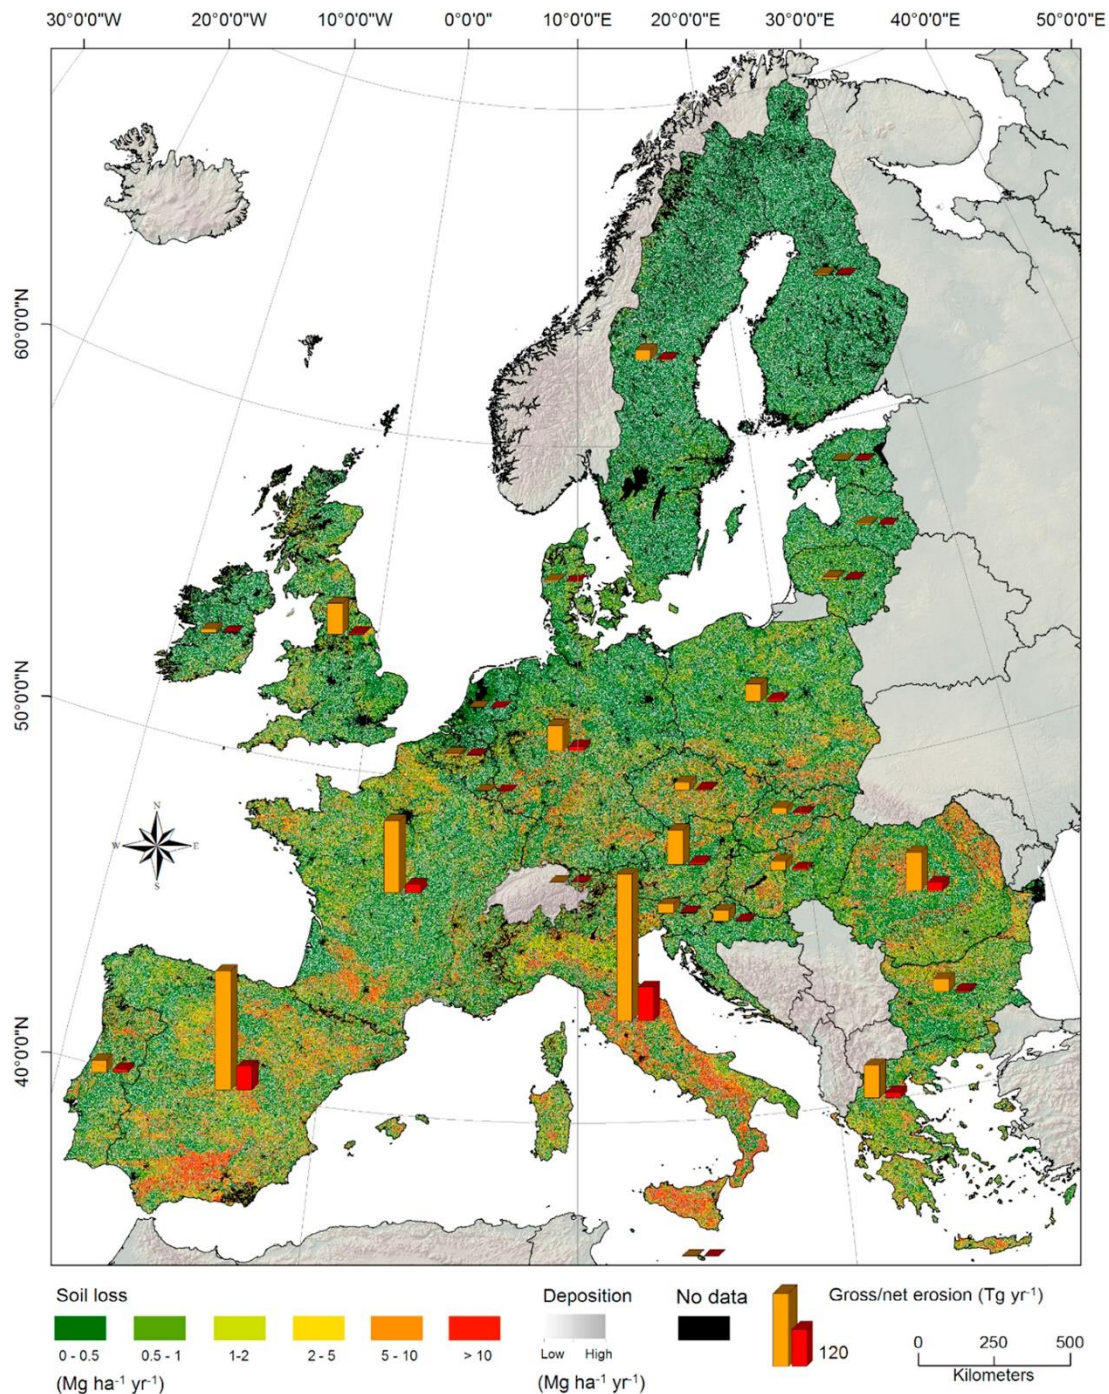 30°0'0"W 20°0'0"W 10°0'0"W 0°0'0" 10°0'0"E 20°0'0"E 30°0'0"E 40°0'0"E 50°0'0"E
60°0'0"N
50°0'0"N
40°0'0"N
N
W E
S
Soil loss
0 - 0.5 0.5 - 1 1-2 2 - 5 5 - 10 > 10
(Mg ha⁻¹ yr⁻¹)
Deposition
Low High
(Mg ha⁻¹ yr⁻¹)
No data
Gross/net erosion (Tg yr⁻¹)
120
0 250 500
Kilometers